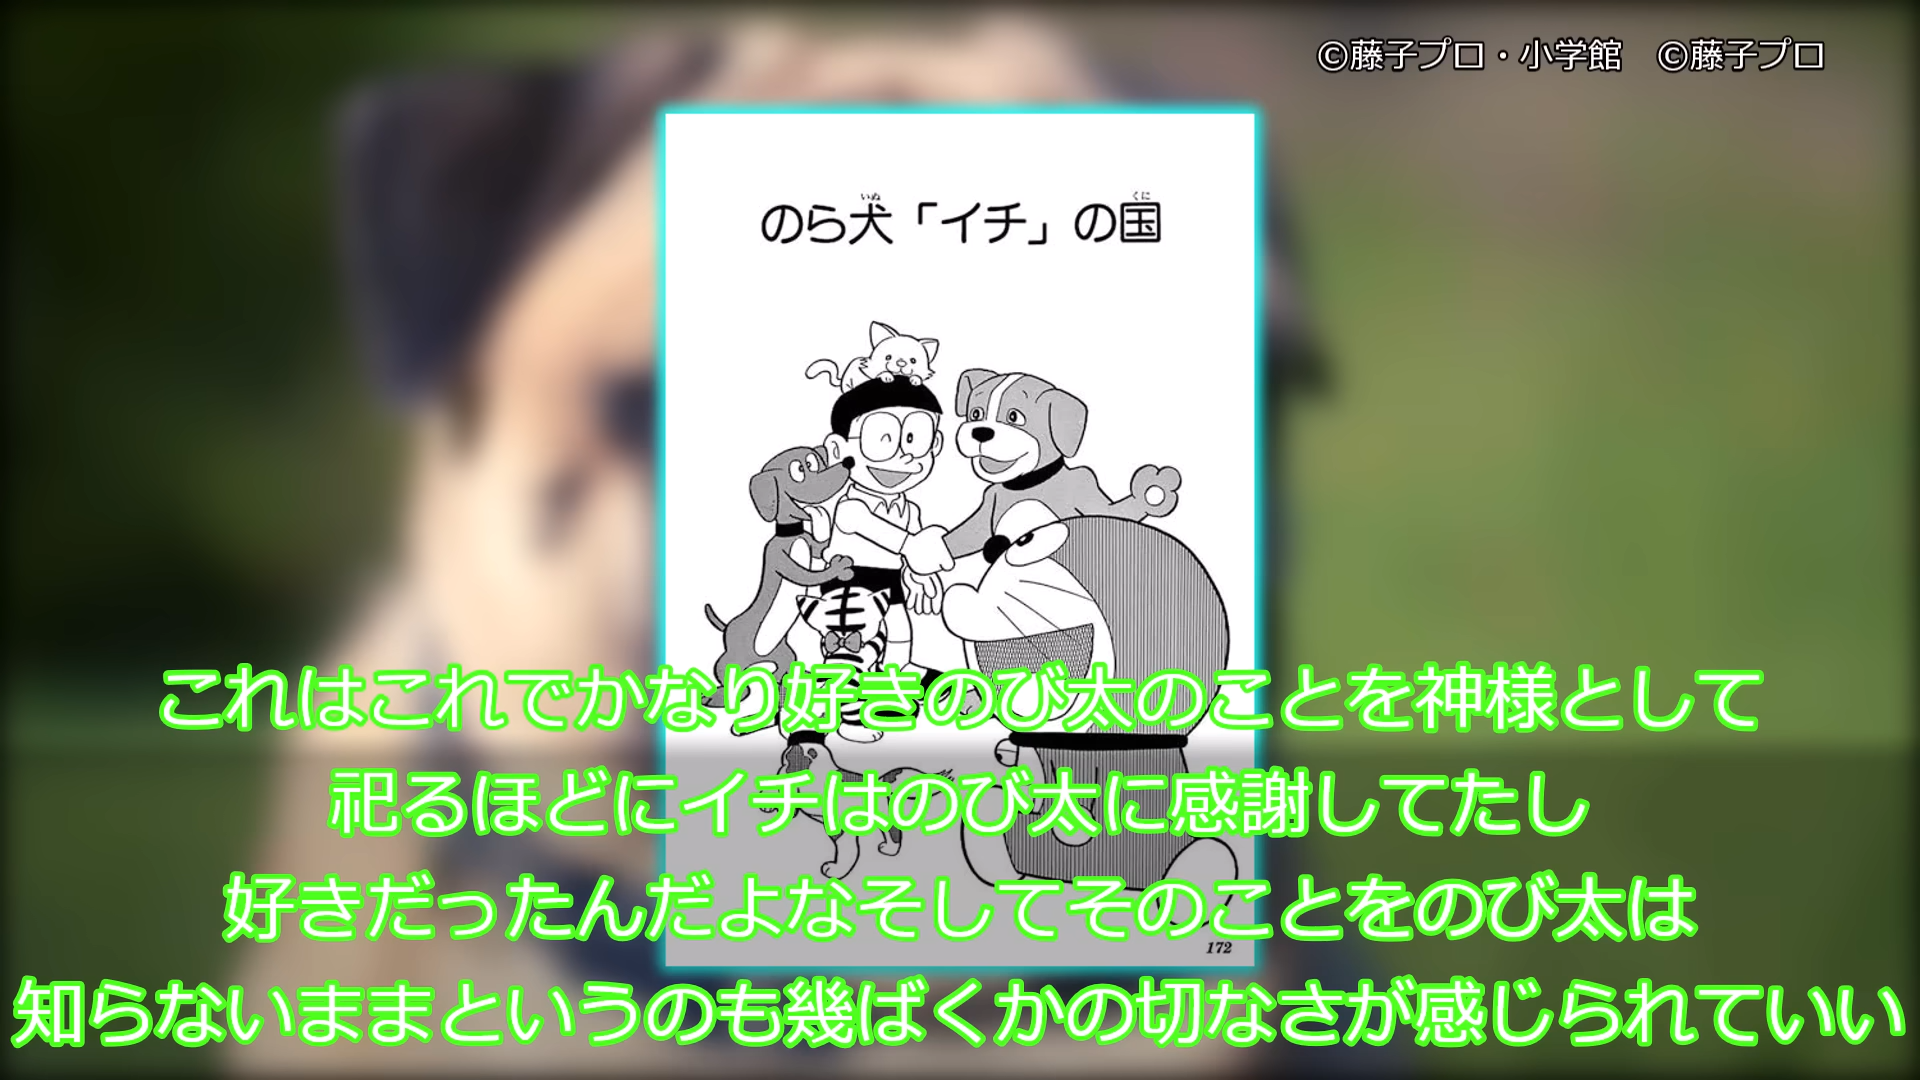 ©藤子プロ・小学館　©藤子プロ
のら犬「イチ」の国
いぬ
くに
これはこれでかなり好きのび太のことを神様として
祀るほどにイチはのび太に感謝してたし
好きだったんだよなそしてそのことをのび太は
172
知らないままというのも幾ばくかの切なさが感じられていい